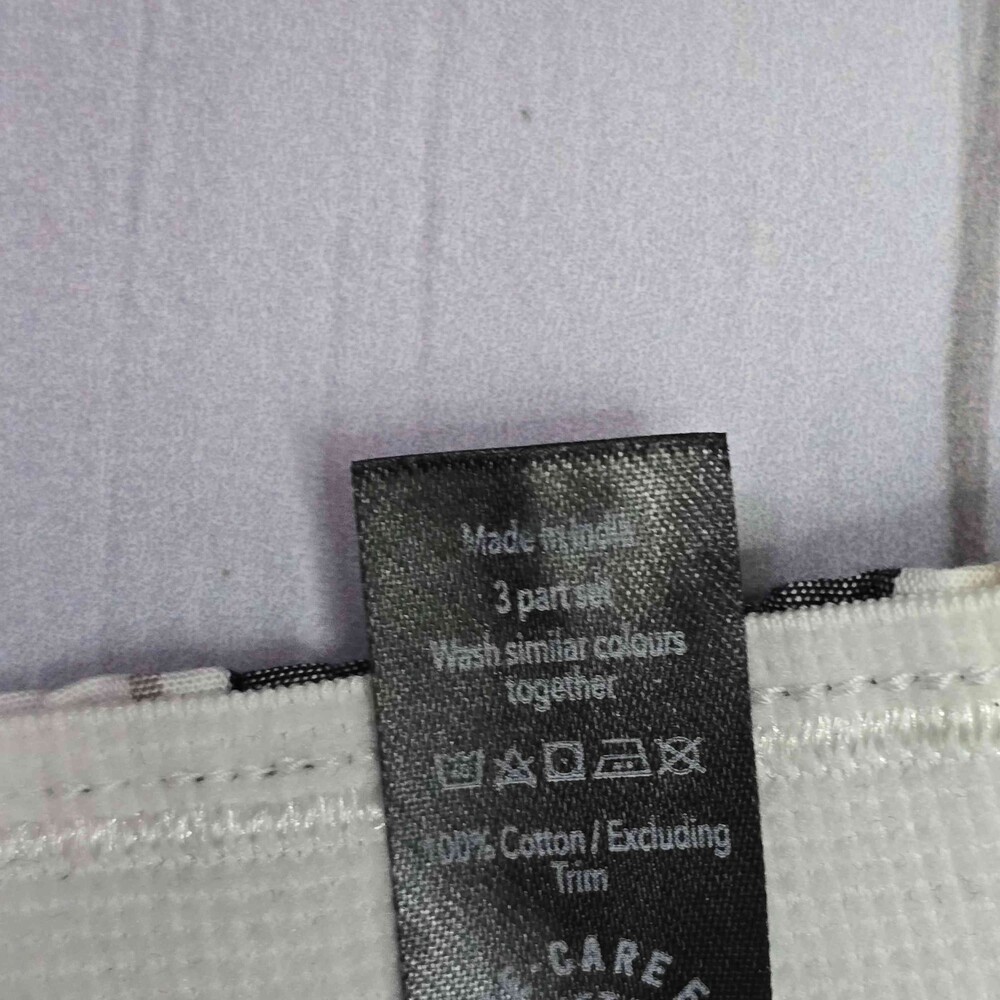 Made in India
3 part set
Wash similar colours
together
100% Cotton / Excluding
Trim
CARE